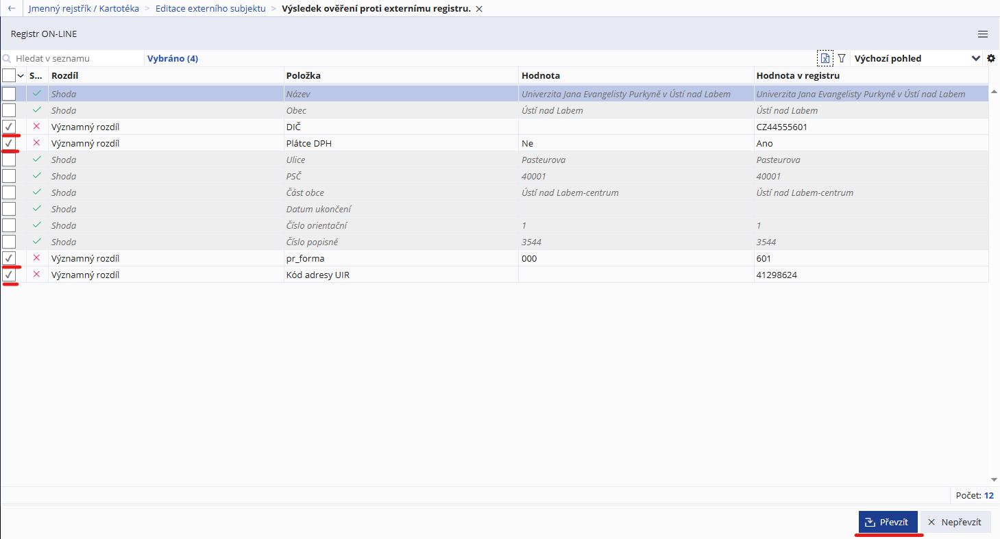 ← Jmenný rejstřík / Kartotéka > Editace externího subjektu > Výsledek ověření proti externímu registru. ×
Registr ON-LINE
Hledat v seznamu Vybráno (4) Výchozí pohled
S... Rozdíl Položka Hodnota Hodnota v registru
Shoda Název Univerzita Jana Evangelisty Purkyně v Ústí nad Labem Univerzita Jana Evangelisty Purkyně v Ústí nad Labem
Shoda Obec Ústí nad Labem Ústí nad Labem
Významný rozdíl DIČ CZ44555601
Významný rozdíl Plátce DPH Ne Ano
Shoda Ulice Pasteurova Pasteurova
Shoda PSČ 40001 40001
Shoda Část obce Ústí nad Labem-centrum Ústí nad Labem-centrum
Shoda Datum ukončení
Shoda Číslo orientační 1 1
Shoda Číslo popisné 3544 3544
Významný rozdíl pr_forma 000 601
Významný rozdíl Kód adresy UIR 41298624
Počet: 12
Převzít × Nepřevzít